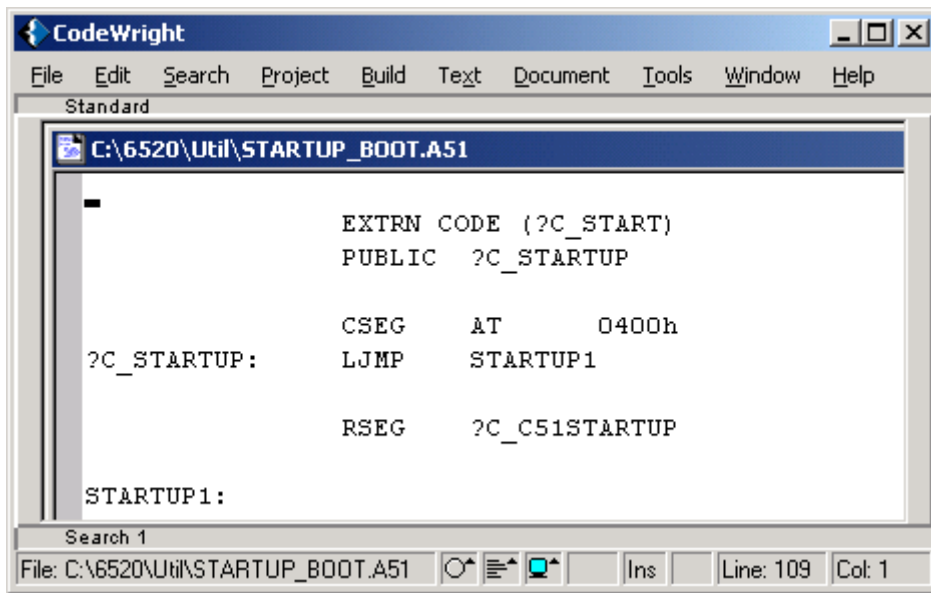 CodeWright
File Edit Search Project Build Text Document Tools Window Help
Standard
C:\6520\Util\STARTUP_BOOT.A51
EXTRN CODE (?C_START)
PUBLIC ?C_STARTUP
CSEG AT 0400h
?C_STARTUP: LJMP STARTUP1
RSEG ?C_C51STARTUP
STARTUP1:
Search 1
File: C:\6520\Util\STARTUP_BOOT.A51 Ins Line: 109 Col: 1